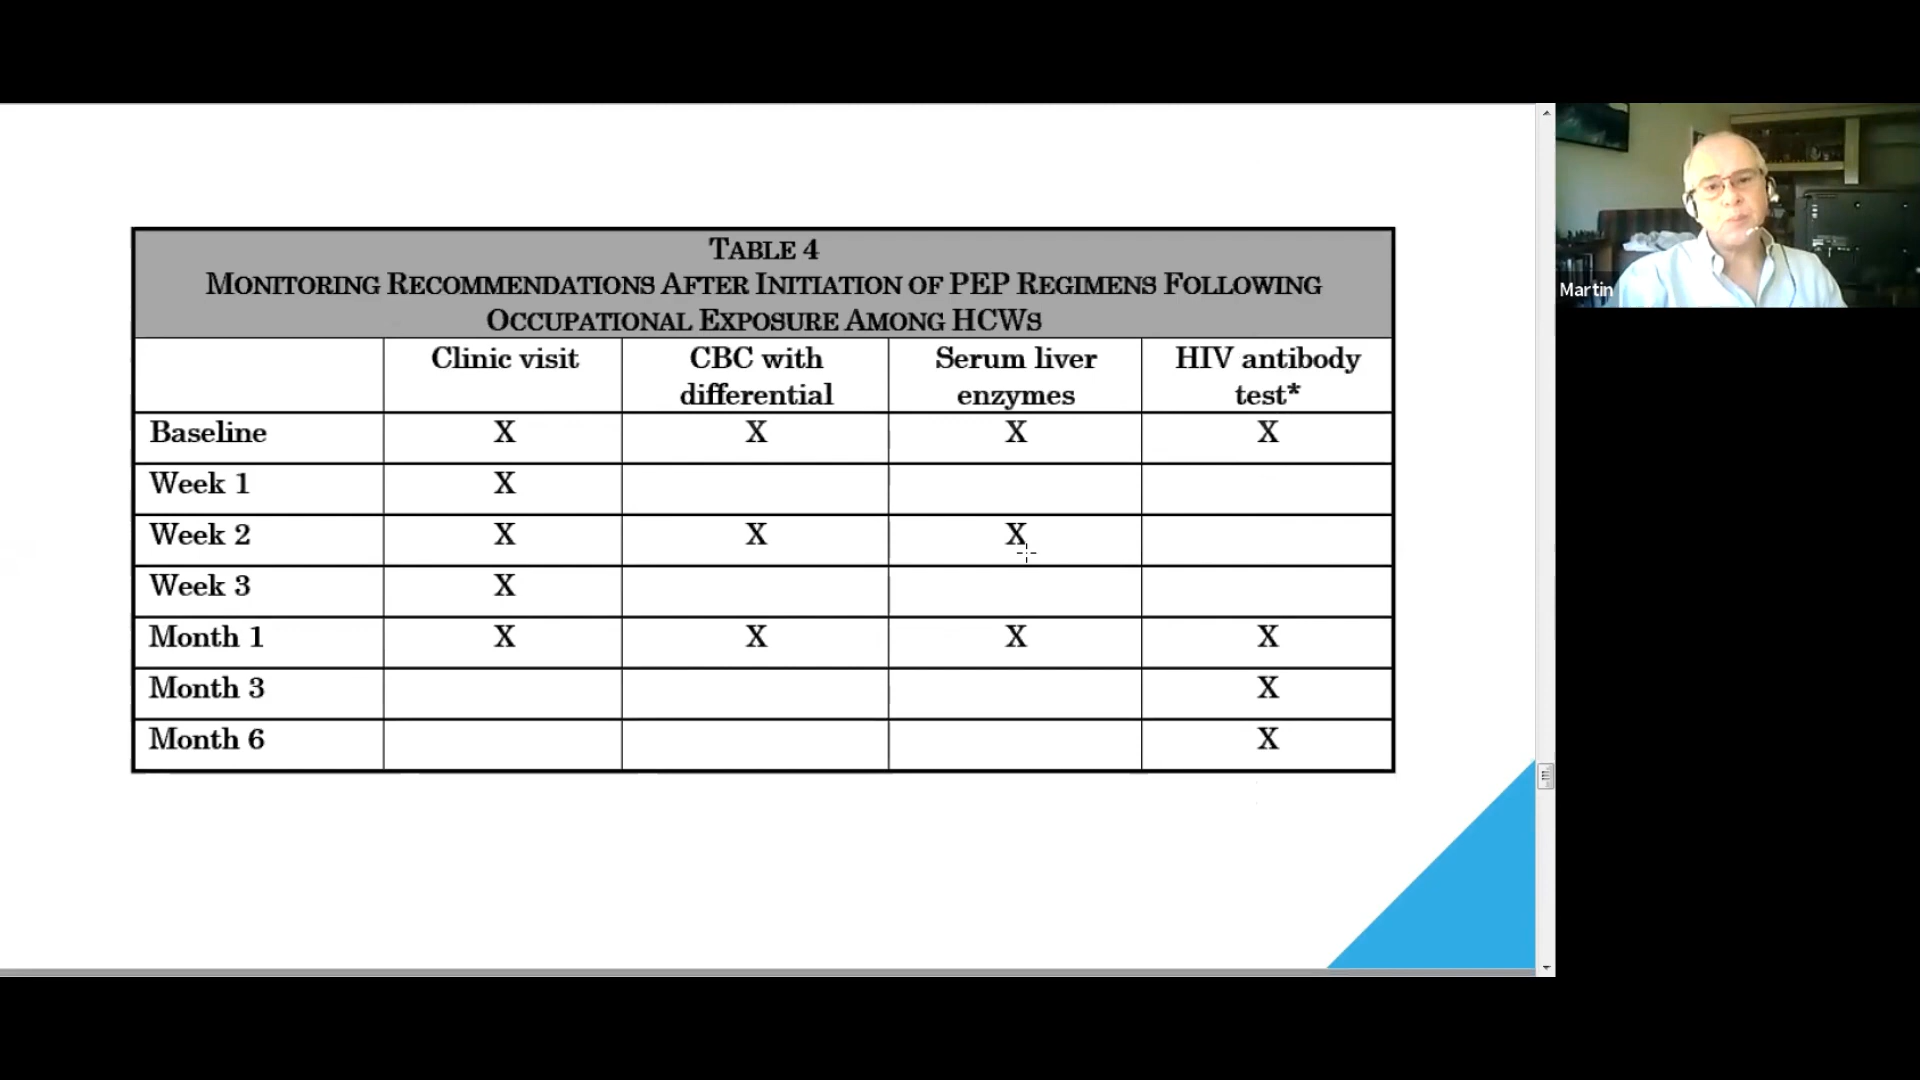 TABLE 4
MONITORING RECOMMENDATIONS AFTER INITIATION OF PEP REGIMENS FOLLOWING
OCCUPATIONAL EXPOSURE AMONG HCWS
Clinic visit CBC with differential Serum liver enzymes HIV antibody test*
Baseline X X X X
Week 1 X
Week 2 X X X
Week 3 X
Month 1 X X X X
Month 3 X
Month 6 X
Martin